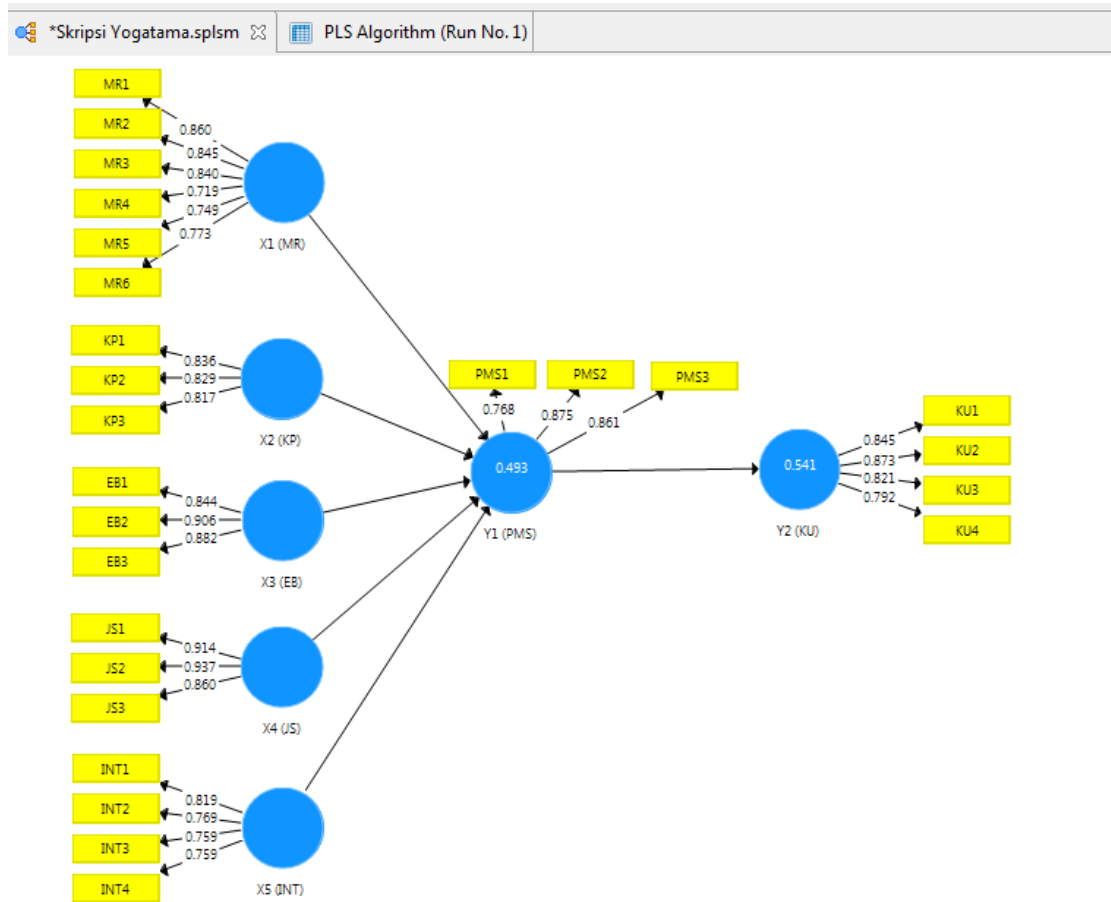 *Skripsi Yogatama.splsm
PLS Algorithm (Run No. 1)
MR1
MR2
MR3
MR4
MR5
MR6
0.860
0.845
0.840
0.719
0.749
0.773
X1 (MR)
KP1
KP2
KP3
0.836
0.829
0.817
X2 (KP)
EB1
EB2
EB3
0.844
0.906
0.882
X3 (EB)
JS1
JS2
JS3
0.914
0.937
0.860
X4 (JS)
INT1
INT2
INT3
INT4
0.819
0.769
0.759
0.759
X5 (INT)
PMS1
PMS2
PMS3
0.768
0.875
0.861
0.493
Y1 (PMS)
0.541
Y2 (KU)
0.845
0.873
0.821
0.792
KU1
KU2
KU3
KU4